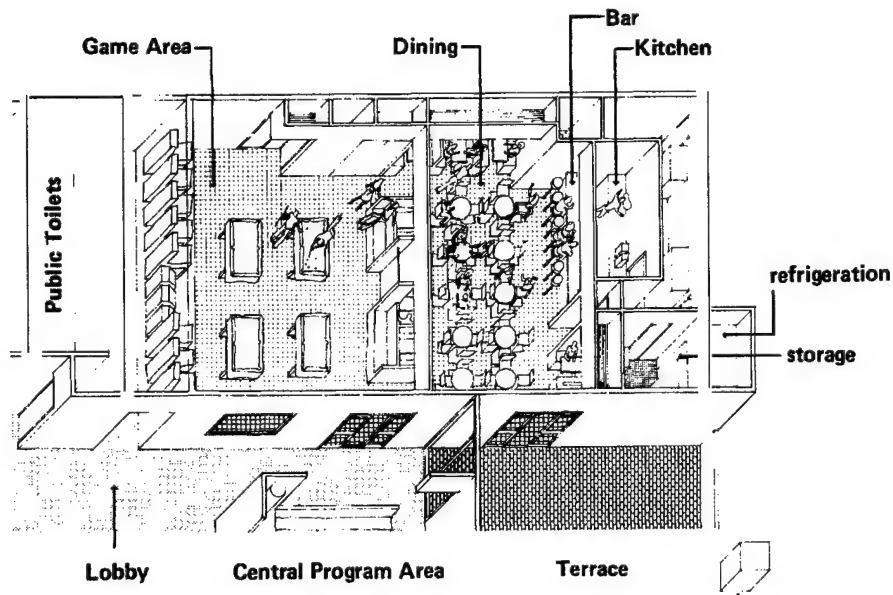 Bar
Game Area
Dining
Kitchen
Public Toilets
refrigeration
storage
Lobby
Central Program Area
Terrace